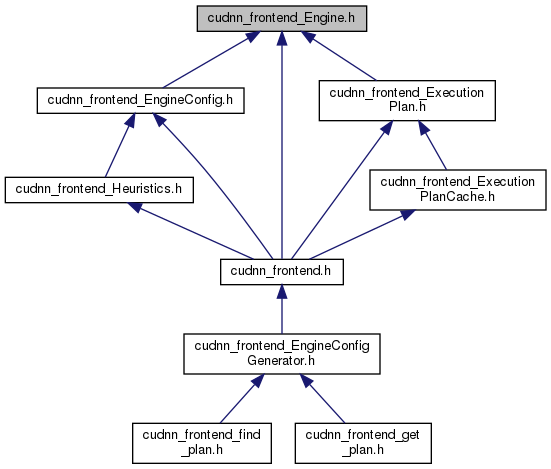 cudnn_frontend_Engine.h
cudnn_frontend_EngineConfig.h
cudnn_frontend_Execution
Plan.h
cudnn_frontend_Heuristics.h
cudnn_frontend_Execution
PlanCache.h
cudnn_frontend.h
cudnn_frontend_EngineConfig
Generator.h
cudnn_frontend_find
_plan.h
cudnn_frontend_get
_plan.h